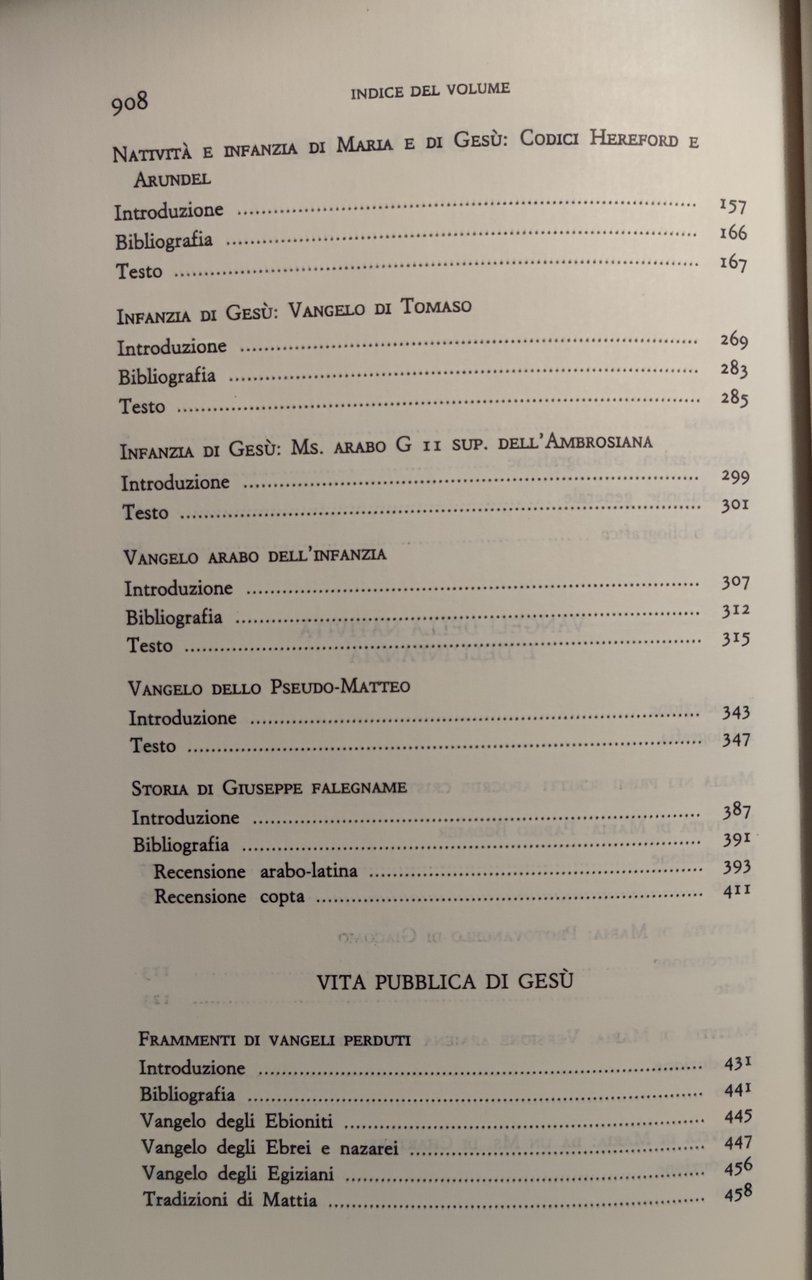 908 INDICE DEL VOLUME
NATIVITÀ E INFANZIA DI MARIA E DI GESÙ: CODICI HEREFORD E
ARUNDEL
Introduzione ........ 157
Bibliografia ........ 166
Testo ........ 167
INFANZIA DI GESÙ: VANGELO DI TOMASO
Introduzione ........ 269
Bibliografia ........ 283
Testo ........ 285
INFANZIA DI GESÙ: MS. ARABO G 11 SUP. DELL'AMBROSIANA
Introduzione ........ 299
Testo ........ 301
VANGELO ARABO DELL'INFANZIA
Introduzione ........ 307
Bibliografia ........ 312
Testo ........ 315
VANGELO DELLO PSEUDO-MATTEO
Introduzione ........ 343
Testo ........ 347
STORIA DI GIUSEPPE FALEGNAME
Introduzione ........ 387
Bibliografia ........ 391
Recensione arabo-latina ........ 393
Recensione copta ........ 411
VITA PUBBLICA DI GESÙ
FRAMMENTI DI VANGELI PERDUTI
Introduzione ........ 431
Bibliografia ........ 441
Vangelo degli Ebioniti ........ 445
Vangelo degli Ebrei e nazarei ........ 447
Vangelo degli Egiziani ........ 456
Tradizioni di Mattia ........ 458